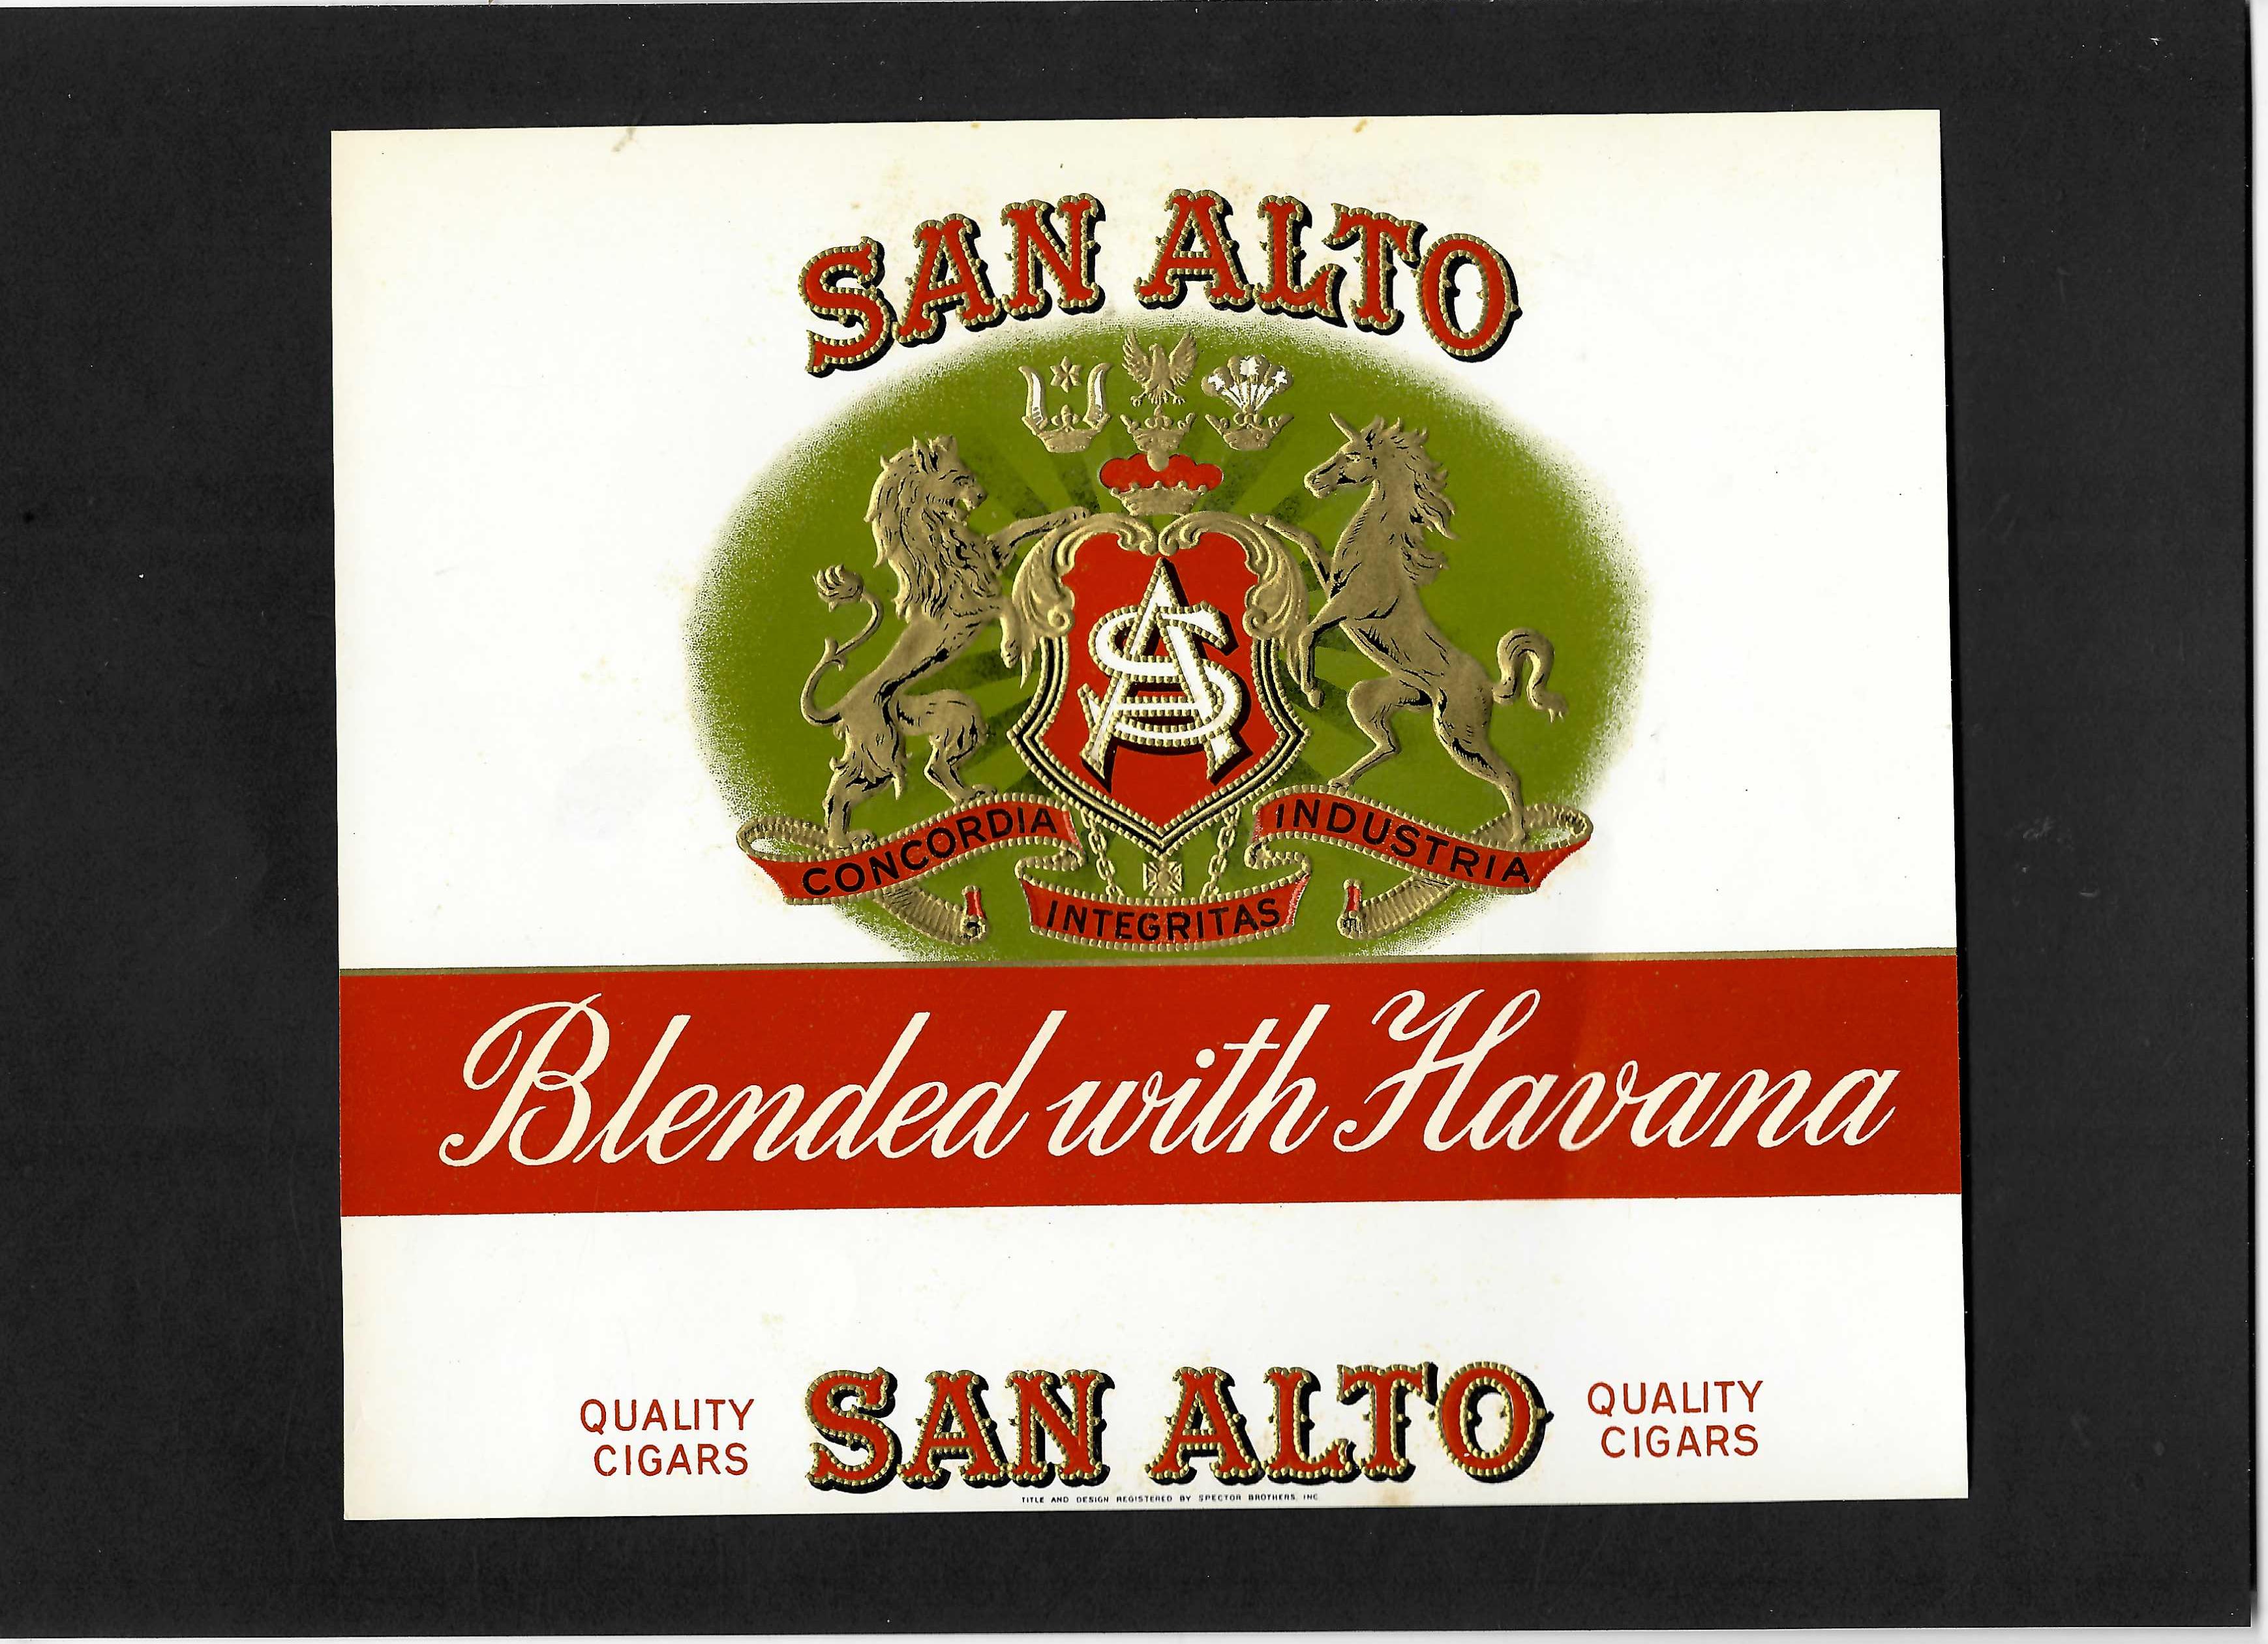 SAN ALTO
AS
CONCORDIA
INDUSTRIA
INTEGRITAS
Blended with Havana
QUALITY
CIGARS
SAN ALTO
QUALITY
CIGARS
TITLE AND DESIGN REGISTERED BY SPECTOR BROTHERS, INC